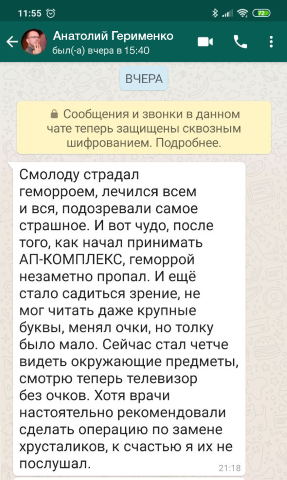 11:55
72
Анатолий Герименко
был(-а) вчера в 15:40
ВЧЕРА
Сообщения и звонки в данном
чате теперь защищены сквозным
шифрованием. Подробнее.
Смолоду страдал
геморроем, лечился всем
и вся, подозревали самое
страшное. И вот чудо, после
того, как начал принимать
АП-КОМПЛЕКС, геморрой
незаметно пропал. И ещё
стало садиться зрение, не
мог читать даже крупные
буквы, менял очки, но толку
было мало. Сейчас стал четче
видеть окружающие предметы,
смотрю теперь телевизор
без очков. Хотя врачи
настоятельно рекомендовали
сделать операцию по замене
хрусталиков, к счастью я их не
послушал.
21:18